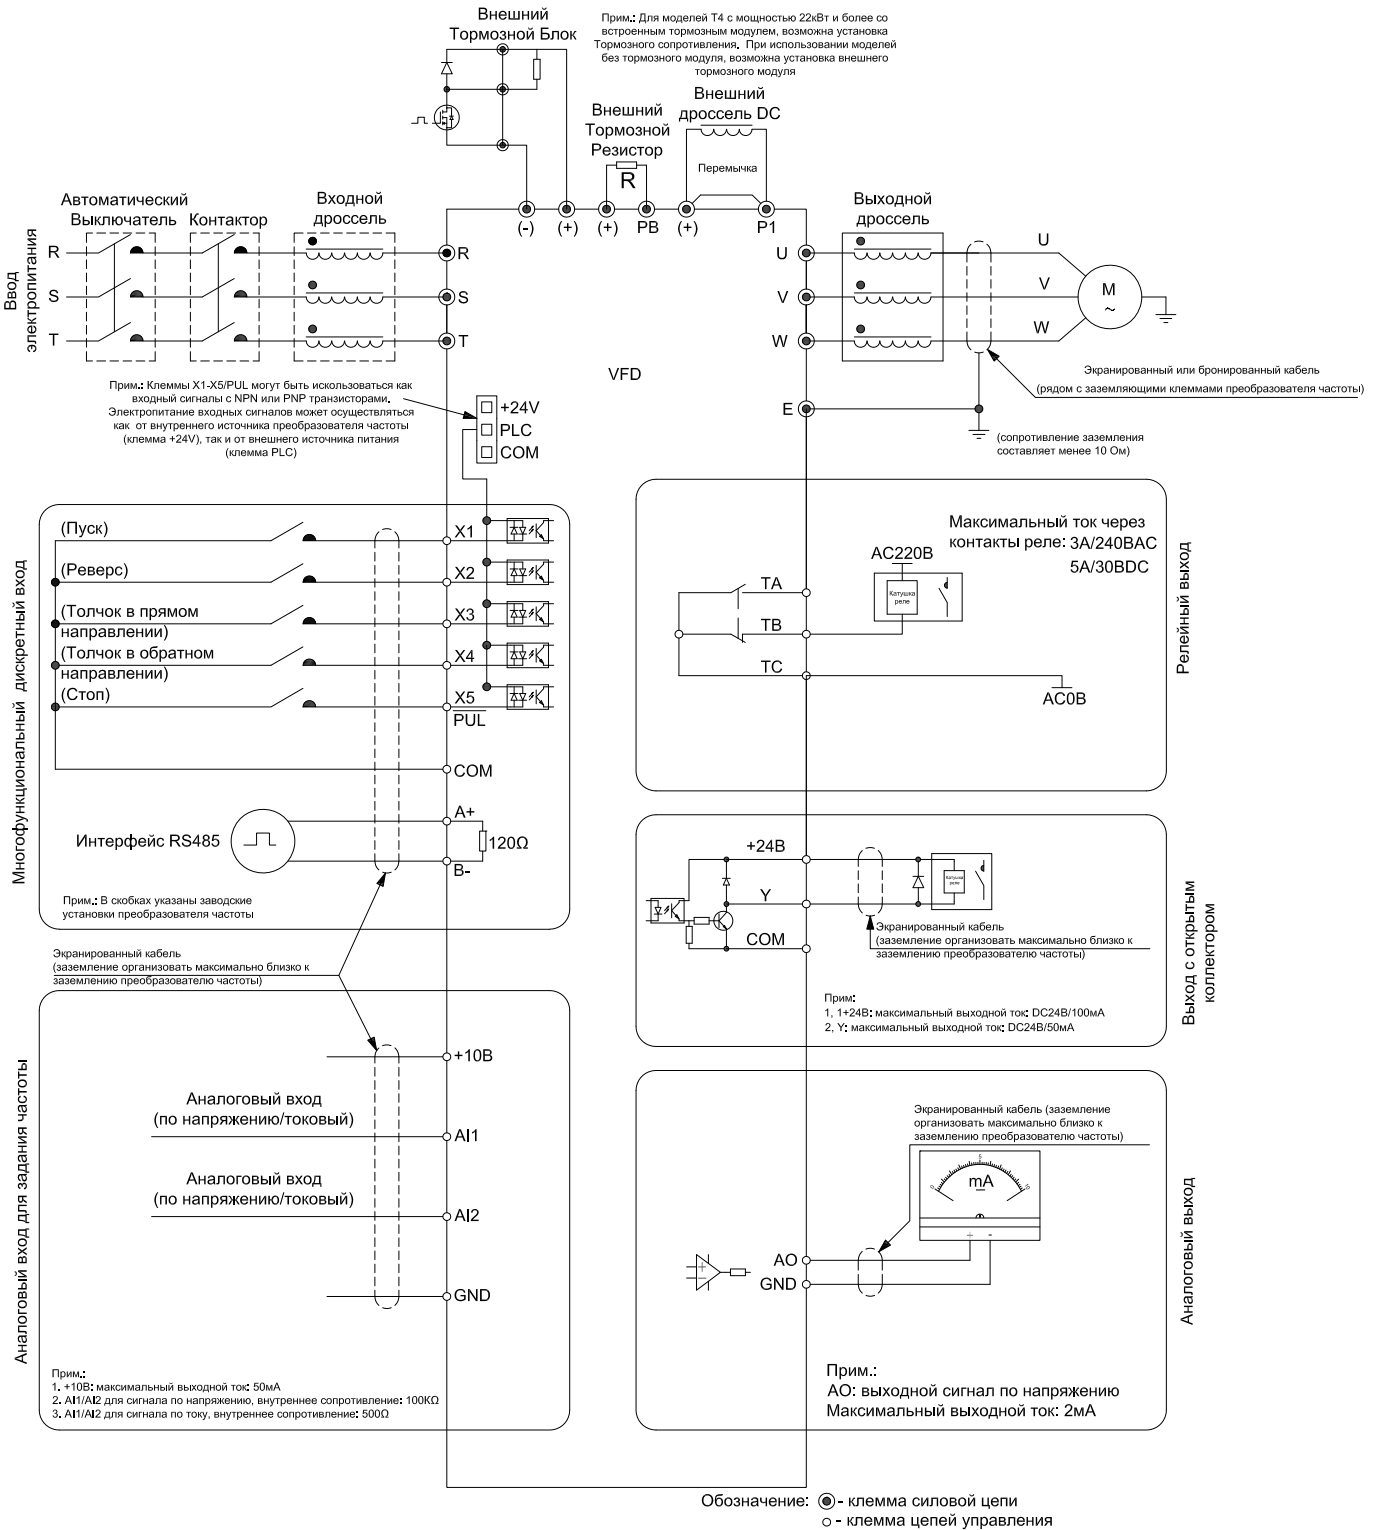 Внешний
Тормозной Блок
Прим.: Для моделей T4 с мощностью 22кВт и более со
встроенным тормозным модулем, возможна установка
Тормозного сопротивления. При использовании моделей
без тормозного модуля, возможна установка внешнего
тормозного модуля
Внешний
дроссель DC
Внешний
Тормозной
Резистор
R
Перемычка
(-)
(+)
(+)
PB
(+)
P1
Автоматический
Выключатель
Контактор
Входной
дроссель
Выходной
дроссель
Ввод
электропитания
R
S
T
R
S
T
U
V
W
U
V
W
M
~
VFD
E
Экранированный или бронированный кабель
(рядом с заземляющими клеммами преобразователя частоты)
(сопротивление заземления
составляет менее 10 Ом)
Прим.: Клеммы X1-X5/PUL могут быть искользоваться как
входный сигналы с NPN или PNP транзисторами.
Электропитание входных сигналов может осуществляться
как от внутреннего источника преобразователя частоты
(клемма +24V), так и от внешнего источника питания
(клемма PLC)
+24V
PLC
COM
Многофункциональный дискретный вход
(Пуск)
X1
(Реверс)
X2
(Толчок в прямом
направлении)
X3
(Толчок в обратном
направлении)
X4
(Стоп)
X5
PUL
COM
Интерфейс RS485
A+
B-
120Ω
Прим.: В скобках указаны заводские
установки преобразователя частоты
Экранированный кабель
(заземление организовать максимально близко к
заземлению преобразователю частоты)
Аналоговый вход для задания частоты
+10В
Аналоговый вход
(по напряжению/токовый)
AI1
Аналоговый вход
(по напряжению/токовый)
AI2
GND
Прим.:
1. +10В: максимальный выходной ток: 50мА
2. AI1/AI2 для сигнала по напряжению, внутреннее сопротивление: 100KΩ
3. AI1/AI2 для сигнала по току, внутреннее сопротивление: 500Ω
Релейный выход
Максимальный ток через
контакты реле: 3A/240BAC
5A/30BDC
AC220В
Катушка
реле
TA
TB
TC
AC0В
Выход с открытым
коллектором
+24В
Y
COM
Катушка
реле
Экранированный кабель
(заземление организовать максимально близко к
заземлению преобразователю частоты)
Прим:
1, 1+24В: максимальный выходной ток: DC24В/100мА
2, Y: максимальный выходной ток: DC24В/50мА
Аналоговый выход
Экранированный кабель (заземление
организовать максимально близко к
заземлению преобразователю частоты)
0
5
10
mA
+
-
AO
GND
Прим.:
AO: выходной сигнал по напряжению
Максимальный выходной ток: 2мА
Обозначение:
- клемма силовой цепи
- клемма цепей управления